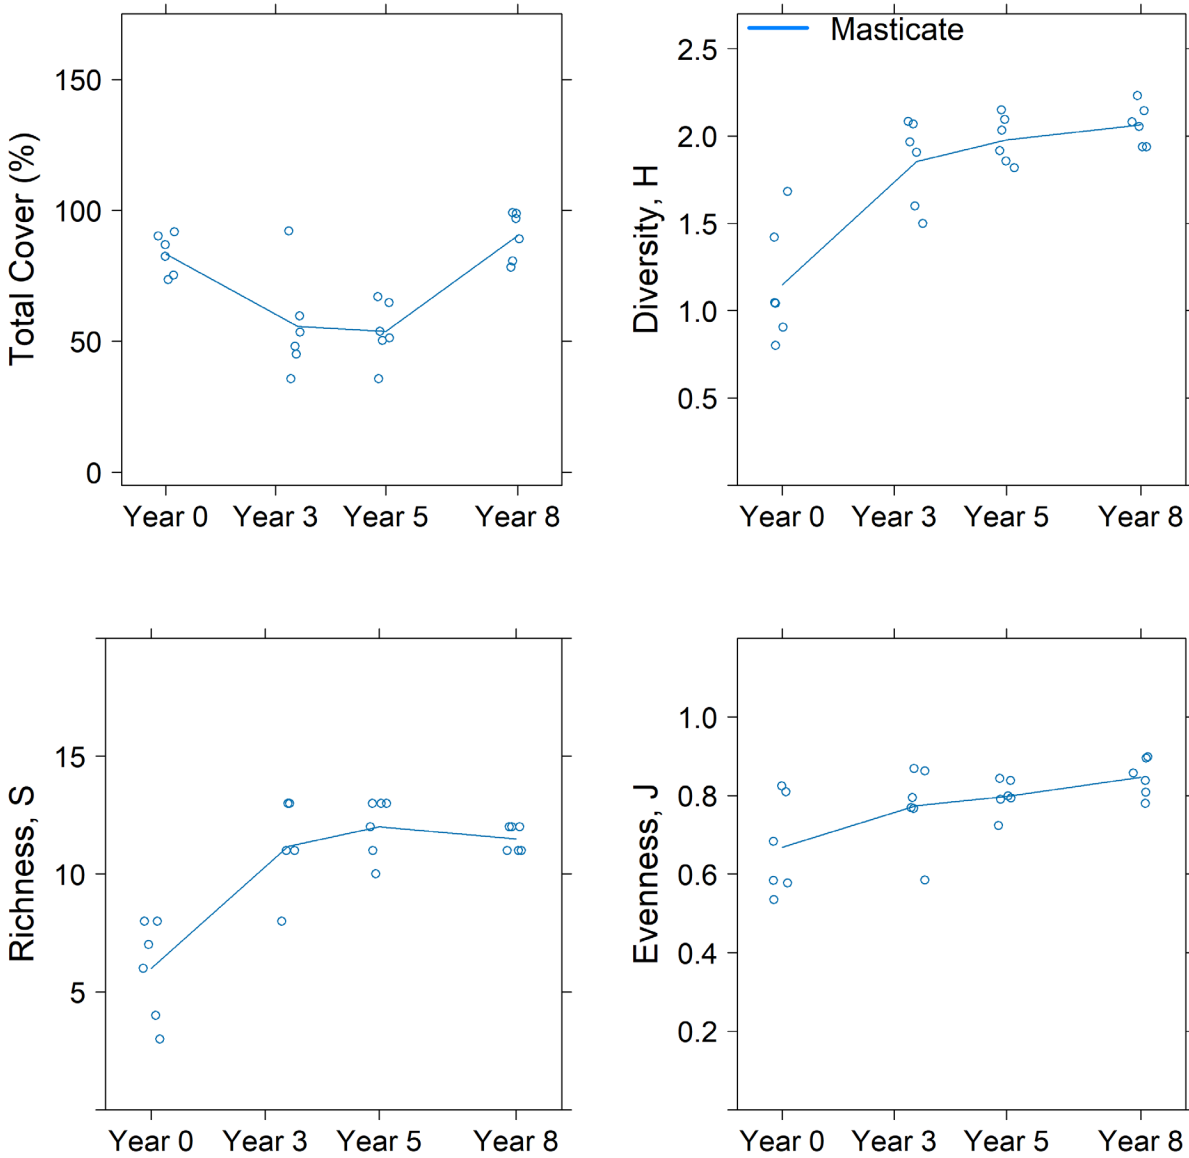 Total Cover (%)
150
100
50
0
Year 0 Year 3 Year 5 Year 8
Masticate
Diversity, H
2.5
2.0
1.5
1.0
0.5
Year 0 Year 3 Year 5 Year 8
Richness, S
15
10
5
Year 0 Year 3 Year 5 Year 8
Evenness, J
1.0
0.8
0.6
0.4
0.2
Year 0 Year 3 Year 5 Year 8